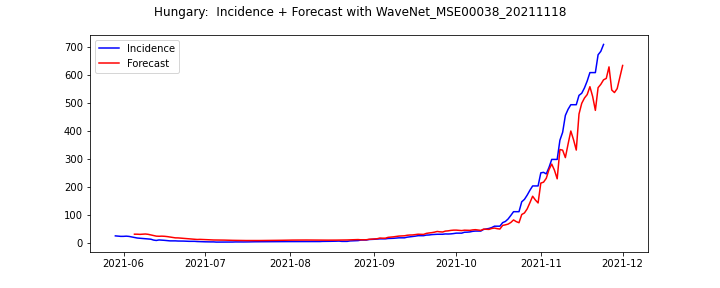 Hungary:  Incidence + Forecast with WaveNet_MSE00038_20211118
Incidence
Forecast
700
600
500
400
300
200
100
0
2021-06 2021-07 2021-08 2021-09 2021-10 2021-11 2021-12